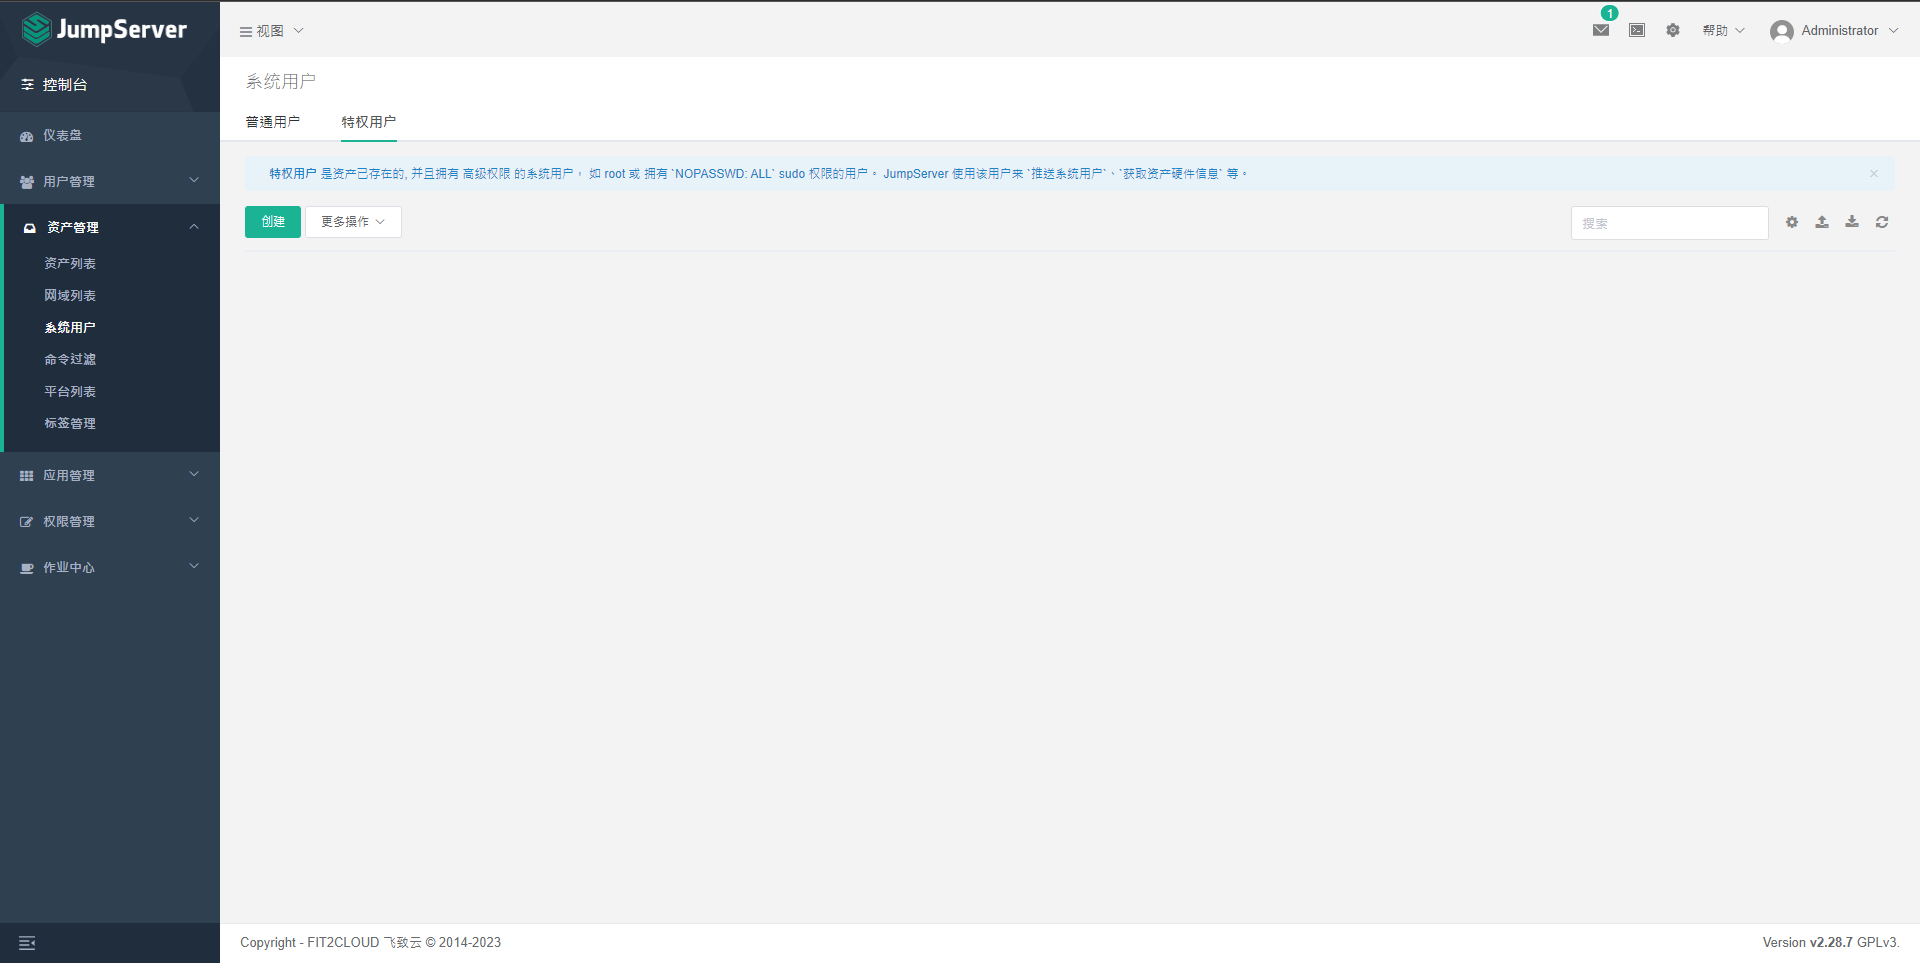 JumpServer
控制台
仪表盘
用户管理
资产管理
资产列表
网域列表
系统用户
命令过滤
平台列表
标签管理
应用管理
权限管理
作业中心
视图
1
帮助
Administrator
系统用户
普通用户 特权用户
特权用户 是资产已存在的, 并且拥有 高级权限 的系统用户， 如 root 或 拥有 `NOPASSWD: ALL` sudo 权限的用户。 JumpServer 使用该用户来 `推送系统用户`、`获取资产硬件信息` 等。
创建 更多操作 搜索
Copyright - FIT2CLOUD 飞致云 © 2014-2023
Version v2.28.7 GPLv3.